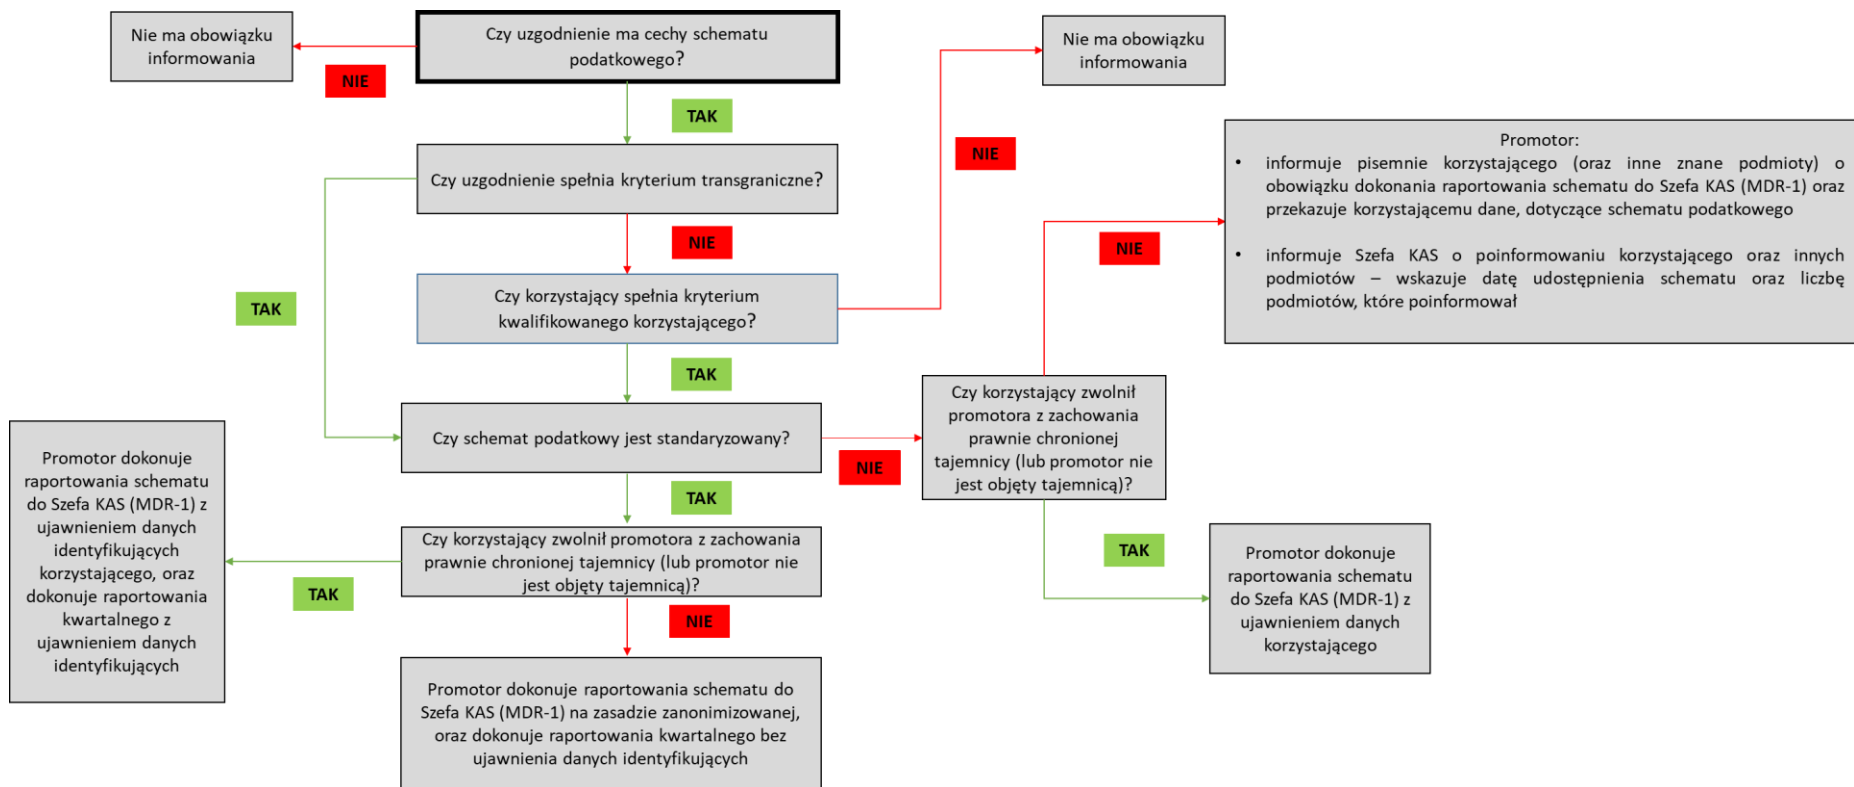 Nie ma obowiązku
informowania
NIE
Czy uzgodnienie ma cechy schematu
podatkowego?
TAK
Nie ma obowiązku
informowania
NIE
Czy uzgodnienie spełnia kryterium transgraniczne?
NIE
TAK
Czy korzystający spełnia kryterium
kwalifikowanego korzystającego?
TAK
Promotor:
• informuje pisemnie korzystającego (oraz inne znane podmioty) o
obowiązku dokonania raportowania schematu do Szefa KAS (MDR-1) oraz
przekazuje korzystającemu dane, dotyczące schematu podatkowego
• informuje Szefa KAS o poinformowaniu korzystającego oraz innych
podmiotów – wskazuje datę udostępnienia schematu oraz liczbę
podmiotów, które poinformował
NIE
Czy schemat podatkowy jest standaryzowany?
NIE
TAK
Czy korzystający zwolnił
promotora z zachowania
prawnie chronionej
tajemnicy (lub promotor nie
jest objęty tajemnicą)?
TAK
Promotor dokonuje
raportowania schematu
do Szefa KAS (MDR-1) z
ujawnieniem danych
korzystającego
Czy korzystający zwolnił promotora z zachowania
prawnie chronionej tajemnicy (lub promotor nie
jest objęty tajemnicą)?
TAK
NIE
Promotor dokonuje
raportowania schematu
do Szefa KAS (MDR-1) z
ujawnieniem danych
identyfikujących
korzystającego, oraz
dokonuje raportowania
kwartalnego z
ujawnieniem danych
identyfikujących
Promotor dokonuje raportowania schematu do
Szefa KAS (MDR-1) na zasadzie zanonimizowanej,
oraz dokonuje raportowania kwartalnego bez
ujawnienia danych identyfikujących